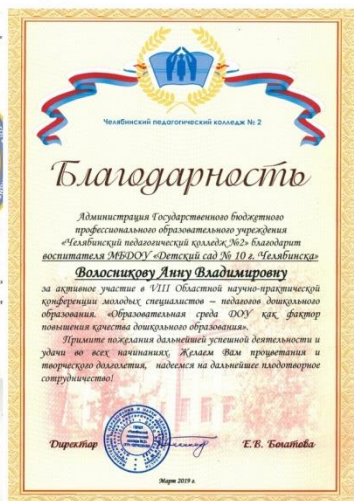 Челябинский педагогический колледж № 2
Благодарность
Администрация Государственного бюджетного
профессионального образовательного учреждения
«Челябинский педагогический колледж №2» благодарит
воспитателя МБДОУ «Детский сад № 10 г. Челябинска»
Волосникову Анну Владимировну
за активное участие в VIII Областной научно-практической
конференции молодых специалистов – педагогов дошкольного
образования. «Образовательная среда ДОУ как фактор
повышения качества дошкольного образования».
Примите пожелания дальнейшей успешной деятельности и
удачи во всех начинаниях. Желаем Вам процветания и
творческого долголетия, надеемся на дальнейшее плодотворное
сотрудничество!
Директор Е.В. Богатова
Март 2019 г.